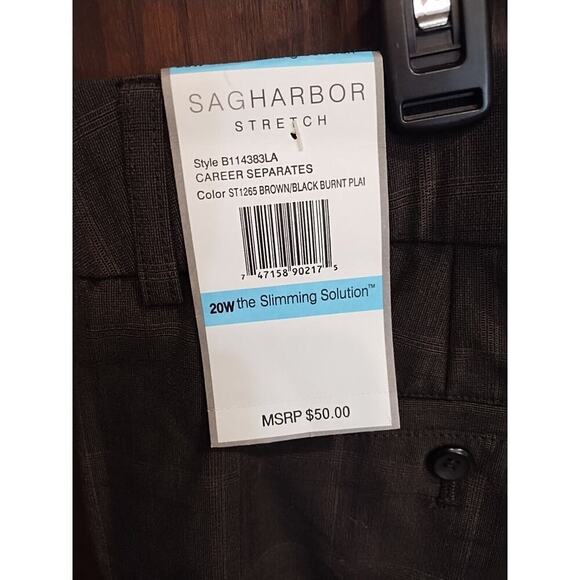 SAGHARBOR
STRETCH
Style B114383LA
CAREER SEPARATES
Color ST1265 BROWN/BLACK BURNT PLAI
7 47158 90217 5
20W the Slimming Solution™
MSRP $50.00